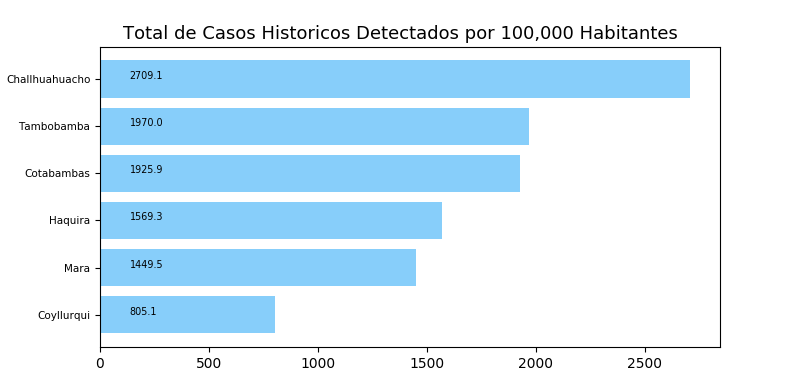 Total de Casos Historicos Detectados por 100,000 Habitantes
Challhuahuacho 2709.1
Tambobamba 1970.0
Cotabambas 1925.9
Haquira 1569.3
Mara 1449.5
Coyllurqui 805.1
0 500 1000 1500 2000 2500